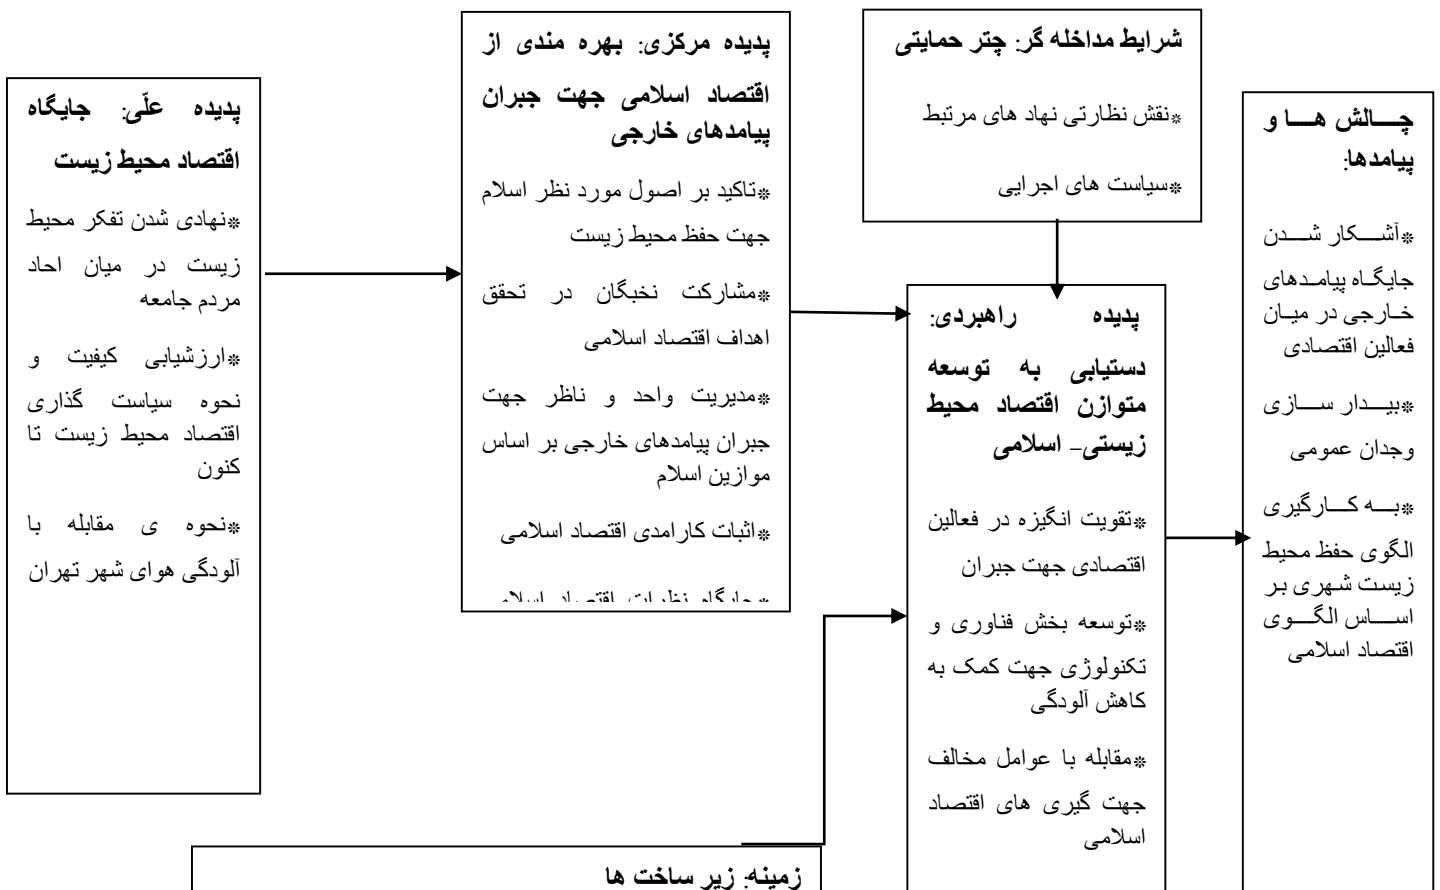 پدیده علّی: جایگاه
اقتصاد محیط زیست
*نهادی شدن تفکر محیط
زیست در میان احاد
مردم جامعه
*ارزشیابی کیفیت و
نحوه سیاست گذاری
اقتصاد محیط زیست تا
کنون
*نحوه ی مقابله با
آلودگی هوای شهر تهران
پدیده مرکزی: بهره مندی از
اقتصاد اسلامی جهت جبران
پیامدهای خارجی
*تاکید بر اصول مورد نظر اسلام
جهت حفظ محیط زیست
*مشارکت نخبگان در تحقق
اهداف اقتصاد اسلامی
*مدیریت واحد و ناظر جهت
جبران پیامدهای خارجی بر اساس
موازین اسلام
*اثبات کارامدی اقتصاد اسلامی
*جایگاه نظریات اقتصاد اسلامی
شرایط مداخله گر: چتر حمایتی
*نقش نظارتی نهاد های مرتبط
*سیاست های اجرایی
پدیده راهبردی:
دستیابی به توسعه
متوازن اقتصاد محیط
زیستی- اسلامی
*تقویت انگیزه در فعالین
اقتصادی جهت جبران
*توسعه بخش فناوری و
تکنولوژی جهت کمک به
کاهش آلودگی
*مقابله با عوامل مخالف
جهت گیری های اقتصاد
اسلامی
چالش ها و
پیامدها:
*آشکار شدن
جایگاه پیامدهای
خارجی در میان
فعالین اقتصادی
*بیدار سازی
وجدان عمومی
*به کارگیری
الگوی حفظ محیط
زیست شهری بر
اساس الگوی
اقتصاد اسلامی
زمینه: زیر ساخت ها